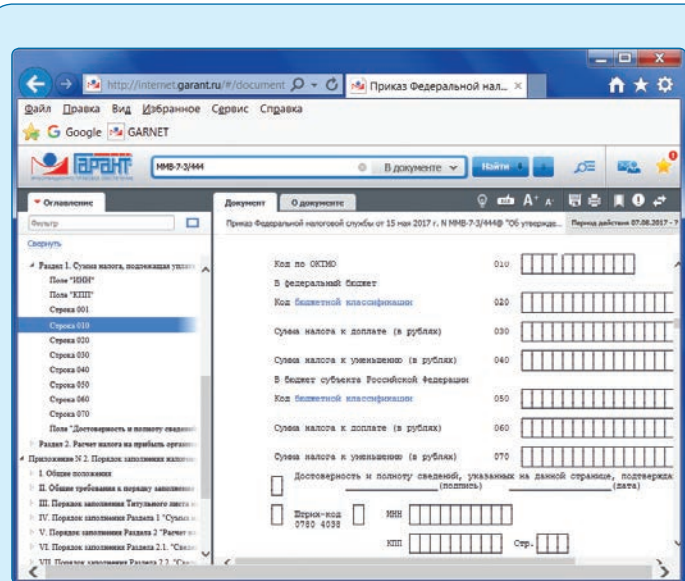 http://internet.garant.ru/#/document
Приказ Федеральной нал...
Файл Правка Вид Избранное Сервис Справка
Google GARNET
ГАРАНТ
ММВ-7-3/444
В документе
Найти
Оглавление
Документ
О документе
Фильтр
Приказ Федеральной налоговой службы от 15 мая 2017 г. N ММВ-7-3/444@ "Об утвержде...
Период действия 07.08.2017 - ?
Свернуть
Раздел 1. Сумма налога, подлежащая уплате
Поле "ИНН"
Поле "КПП"
Строка 001
Строка 010
Строка 020
Строка 030
Строка 040
Строка 050
Строка 060
Строка 070
Поле "Достоверность и полноту сведений
Раздел 2. Расчет налога на прибыль органи
Приложение N 2. Порядок заполнения налогов
I. Общие положения
II. Общие требования к порядку заполнения
III. Порядок заполнения Титульного листа
IV. Порядок заполнения Раздела 1 "Сумма
V. Порядок заполнения Раздела 2 "Расчет
VI. Порядок заполнения Раздела 2.1. "Свед
VII. Порядок заполнения Раздела 2.2. "Св
Код по ОКТМО 010
В федеральный бюджет
Код бюджетной классификации 020
Сумма налога к доплате (в рублях) 030
Сумма налога к уменьшению (в рублях) 040
В бюджет субъекта Российской Федерации
Код бюджетной классификации 050
Сумма налога к доплате (в рублях) 060
Сумма налога к уменьшению (в рублях) 070
Достоверность и полноту сведений, указанных на данной странице, подтвержда
(подпись) (дата)
Штрих-код ИНН
0780 4038
КПП Стр.